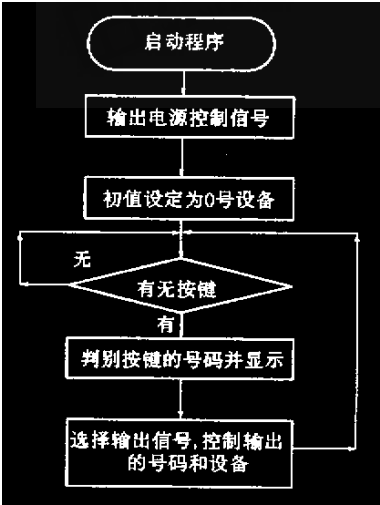 启动程序
输出电源控制信号
初值设定为0号设备
无
有无按键
有
判别按键的号码并显示
选择输出信号,控制输出
的号码和设备